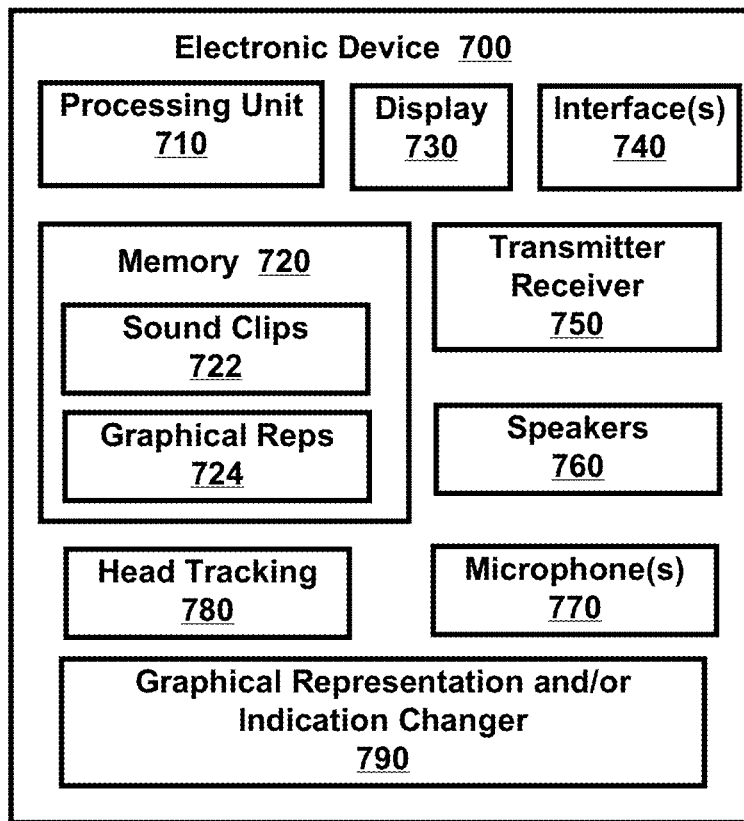 Electronic Device 700
Processing Unit
710
Display
730
Interface(s)
740
Memory 720
Sound Clips
722
Graphical Reps
724
Transmitter
Receiver
750
Speakers
760
Head Tracking
780
Microphone(s)
770
Graphical Representation and/or
Indication Changer
790